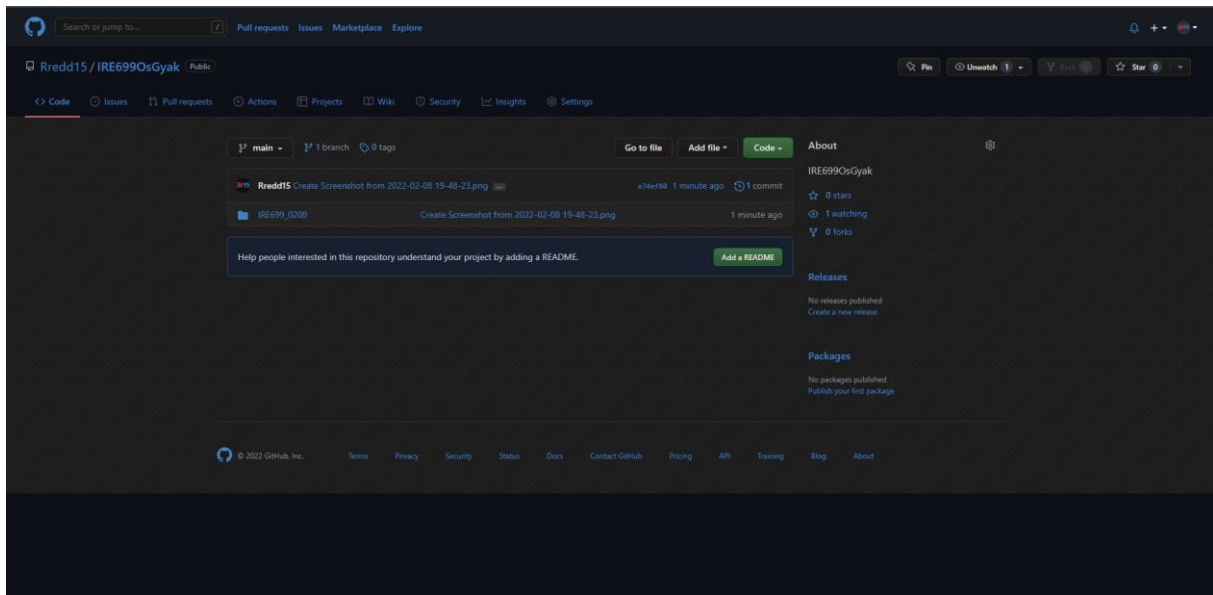 Search or jump to... /
Pull requests Issues Marketplace Explore
Rredd15 / IRE699OsGyak Public
Pin Unwatch 1 Fork Star 0
Code Issues Pull requests Actions Projects Wiki Security Insights Settings
main 1 branch 0 tags Go to file Add file Code
Rredd15 Create Screenshot from 2022-02-08 19-48-23.png ... 1 minute ago 1 commit
IRE699_0208 Create Screenshot from 2022-02-08 19-48-23.png 1 minute ago
Help people interested in this repository understand your project by adding a README. Add a README
About
IRE699OsGyak
0 stars
1 watching
0 forks
Releases
No releases published
Create a new release
Packages
No packages published
Publish your first package
© 2022 GitHub, Inc. Terms Privacy Security Status Docs Contact GitHub Pricing API Training Blog About